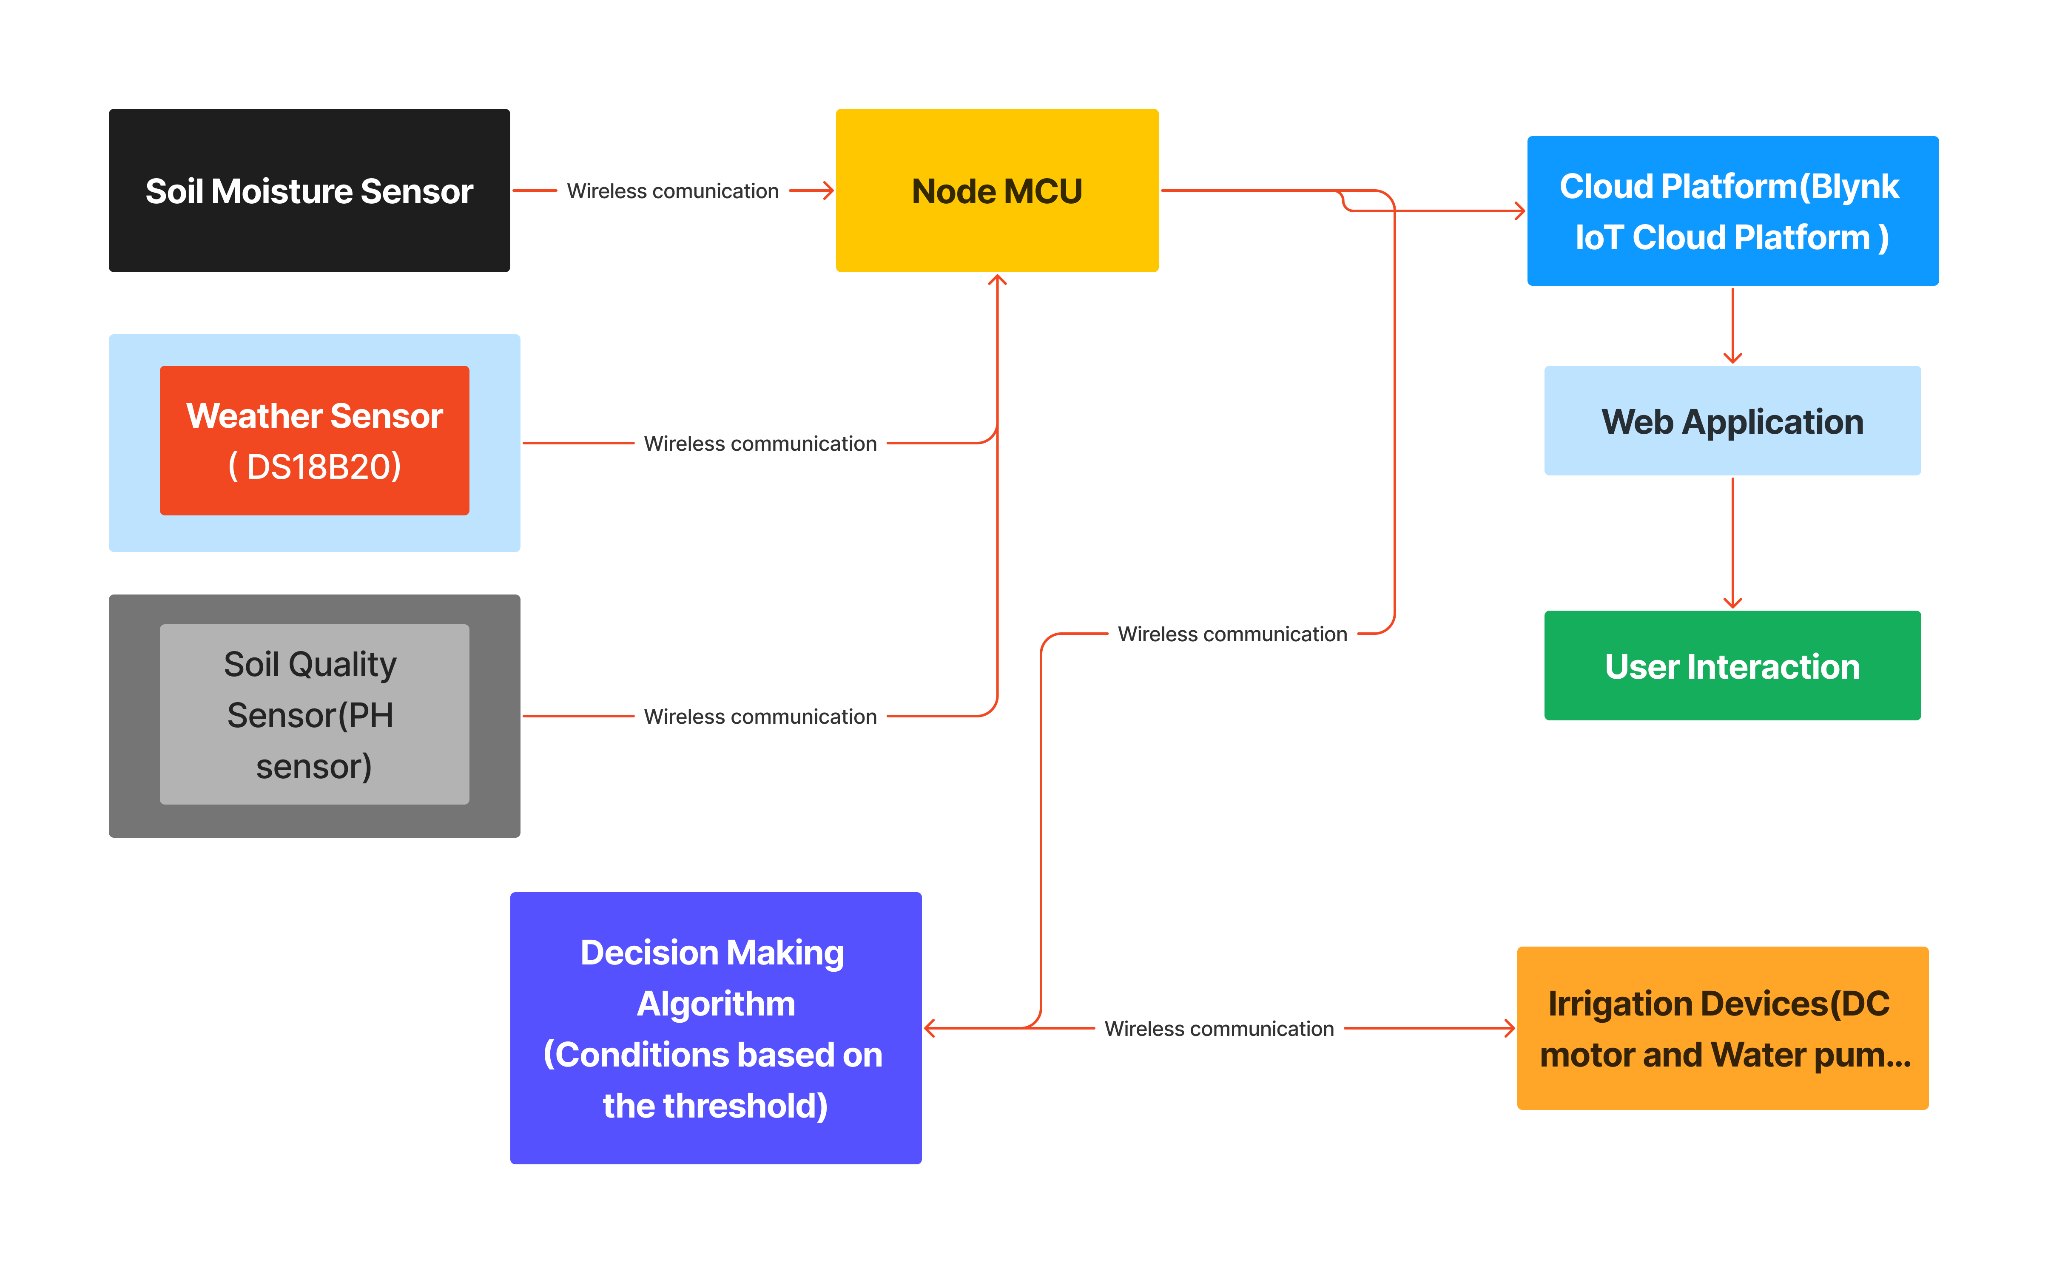 Soil Moisture Sensor
Wireless comunication
Node MCU
Cloud Platform(Blynk
IoT Cloud Platform )
Weather Sensor
( DS18B20)
Wireless communication
Web Application
Soil Quality
Sensor(PH
sensor)
Wireless communication
Wireless communication
User Interaction
Decision Making
Algorithm
(Conditions based on
the threshold)
Wireless communication
Irrigation Devices(DC
motor and Water pum...